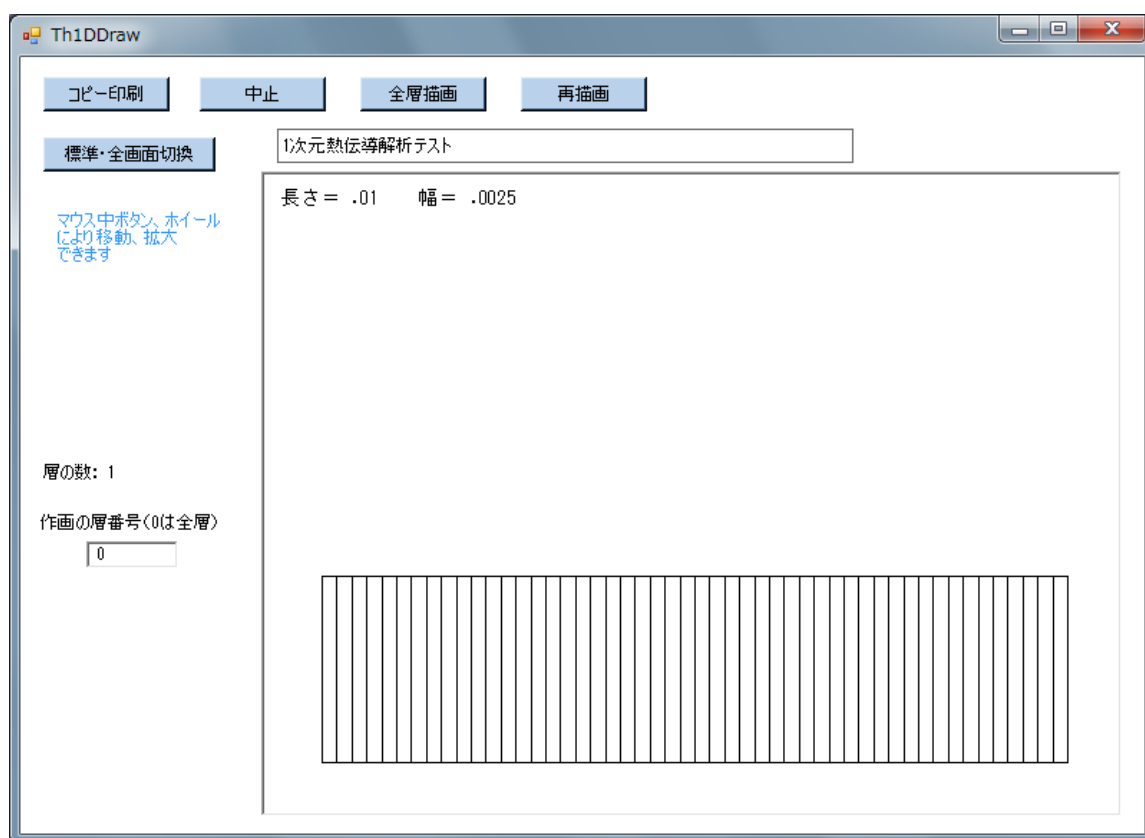 Th1DDraw
コピー印刷 中止 全層描画 再描画
標準・全画面切換 1次元熱伝導解析テスト
長さ＝ .01 幅＝ .0025
マウス中ボタン、ホイール
により移動、拡大
できます
層の数: 1
作画の層番号(0は全層)
0